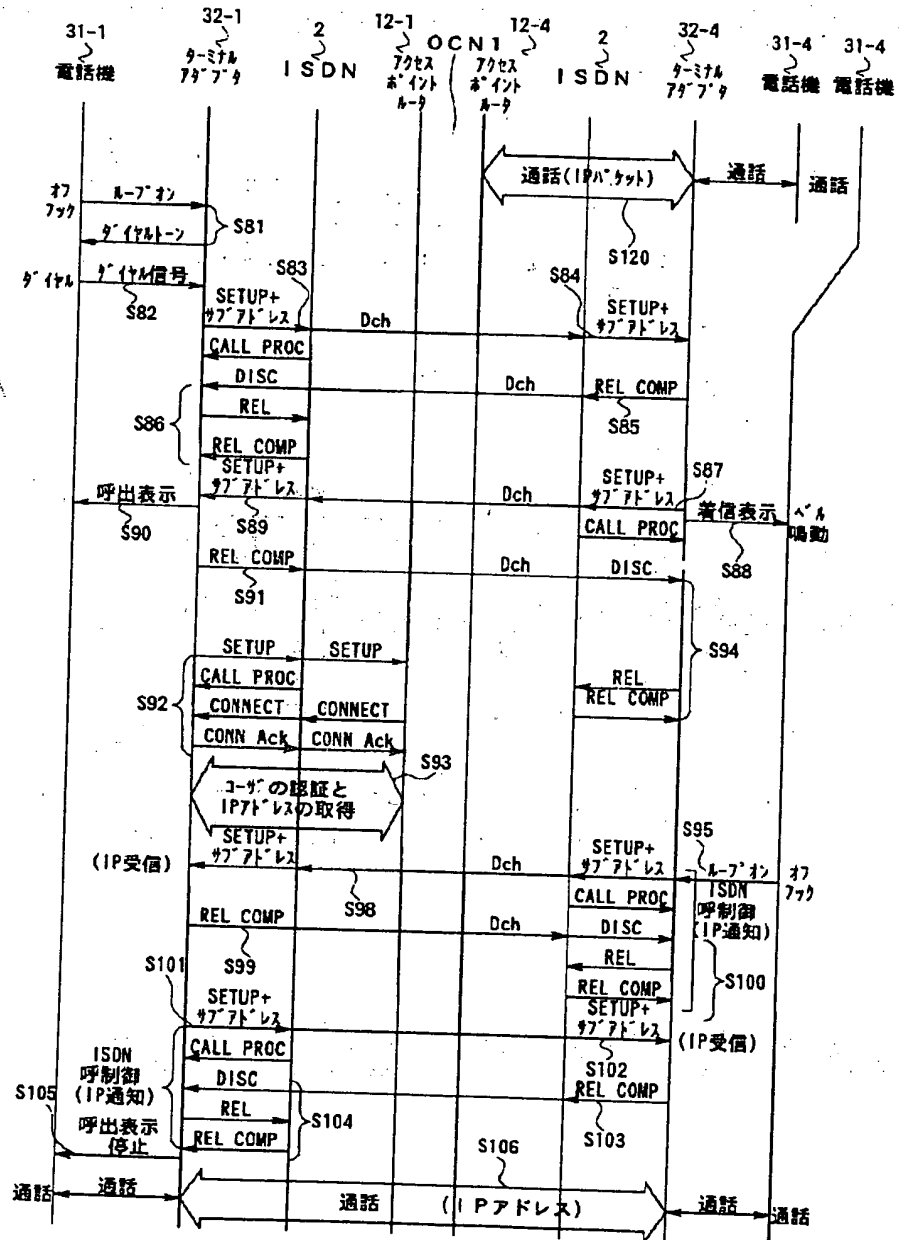 31-1
電話機
32-1
ターミナル
アダプタ
2
ISDN
12-1
アクセス
ポイント
ルータ
OCN1
12-4
アクセス
ポイント
ルータ
2
ISDN
32-4
ターミナル
アダプタ
31-4
電話機
31-4
電話機
通話(IPパケット)
通話
通話
S120
オフ
フック
ループオン
ダイヤルトーン
S81
ダイヤル
ダイヤル信号
S82
S83
SETUP+
サブアドレス
Dch
S84
SETUP+
サブアドレス
CALL PROC
DISC
Dch
REL COMP
S85
S86
REL
REL COMP
SETUP+
サブアドレス
S89
Dch
SETUP+
サブアドレス
S87
呼出表示
S90
着信表示
S88
ベル
鳴動
CALL PROC
REL COMP
S91
Dch
DISC
S94
SETUP
SETUP
CALL PROC
REL
REL COMP
S92
CONNECT
CONNECT
CONN Ack
CONN Ack
S93
ユーザの認証と
IPアドレスの取得
(IP受信)
SETUP+
サブアドレス
S98
Dch
SETUP+
サブアドレス
S95
ループオン
オフ
フック
ISDN
呼制御
(IP通知)
CALL PROC
REL COMP
S99
Dch
DISC
REL
REL COMP
S100
S101
SETUP+
サブアドレス
SETUP+
サブアドレス
S102
(IP受信)
CALL PROC
ISDN
呼制御
(IP通知)
DISC
REL COMP
S103
REL
REL COMP
S104
S105
呼出表示
停止
S106
通話
通話
通話
(IPアドレス)
通話
通話